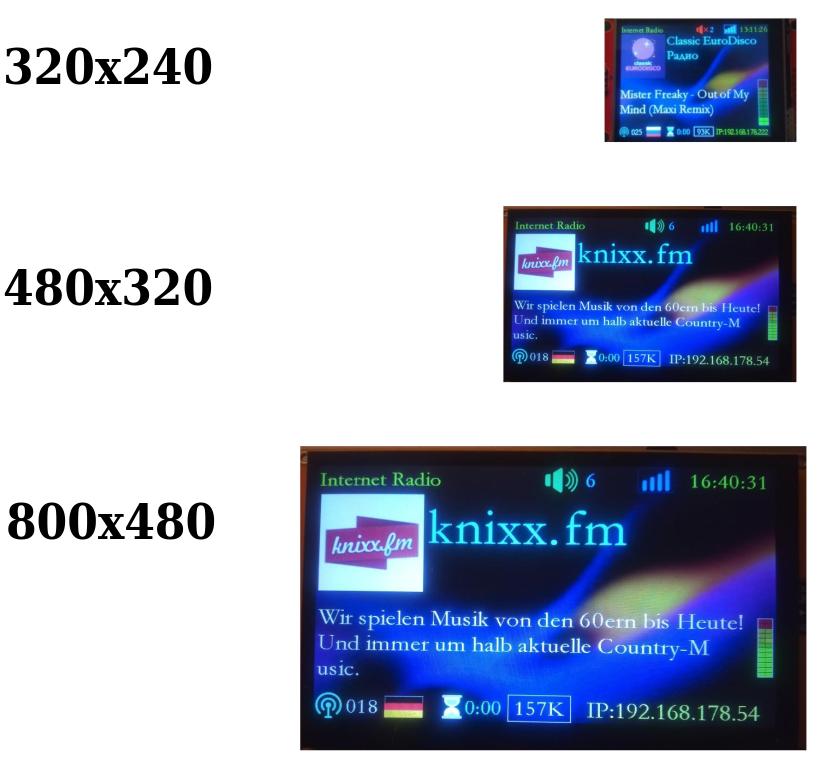 320x240
Internet Radio 2 13:11:26
classic EURODISCO
Classic EuroDisco
Радио
Mister Freaky - Out of My
Mind (Maxi Remix)
025 0:00 93K IP:192.168.178.222
480x320
Internet Radio 6 16:40:31
knixx.fm knixx.fm
Wir spielen Musik von den 60ern bis Heute!
Und immer um halb aktuelle Country-M
usic.
018 0:00 157K IP:192.168.178.54
800x480
Internet Radio 6 16:40:31
knixx.fm knixx.fm
Wir spielen Musik von den 60ern bis Heute!
Und immer um halb aktuelle Country-M
usic.
018 0:00 157K IP:192.168.178.54